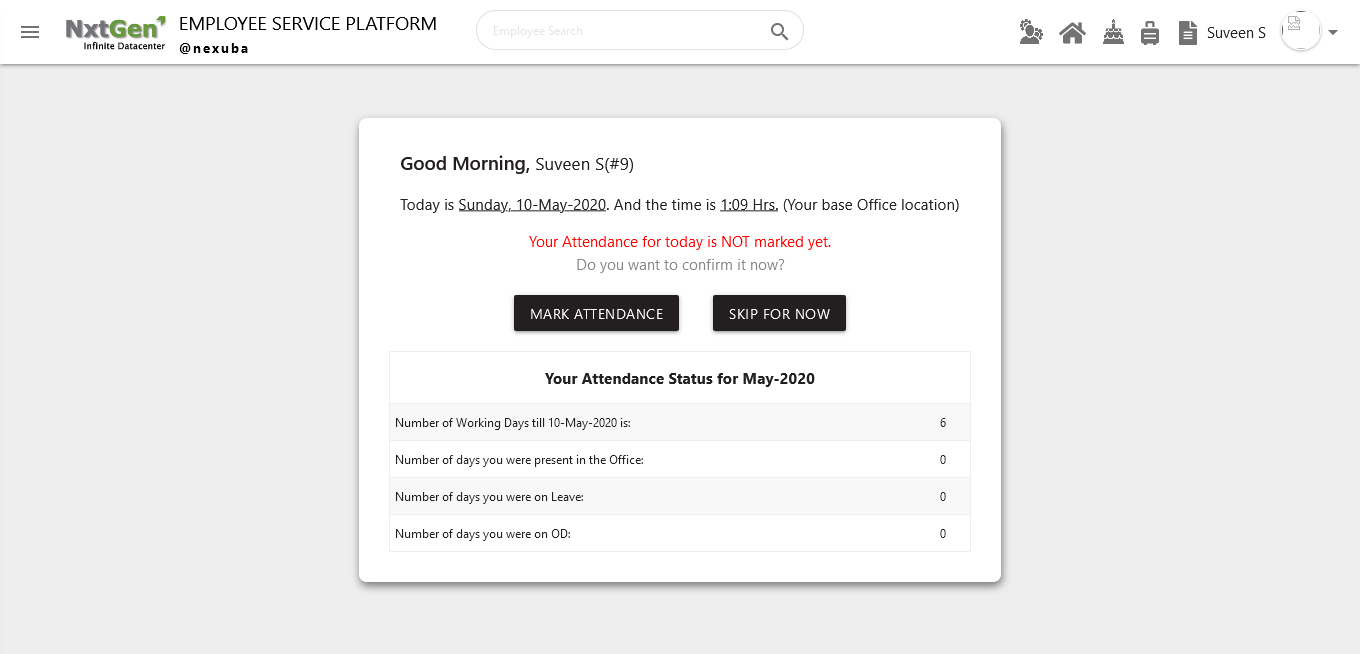 NxtGen
Infinite Datacenter
EMPLOYEE SERVICE PLATFORM
@nexuba
Employee Search
Suveen S
Good Morning, Suveen S(#9)
Today is Sunday, 10-May-2020. And the time is 1:09 Hrs. (Your base Office location)
Your Attendance for today is NOT marked yet.
Do you want to confirm it now?
MARK ATTENDANCE SKIP FOR NOW
Your Attendance Status for May-2020
Number of Working Days till 10-May-2020 is: 6
Number of days you were present in the Office: 0
Number of days you were on Leave: 0
Number of days you were on OD: 0